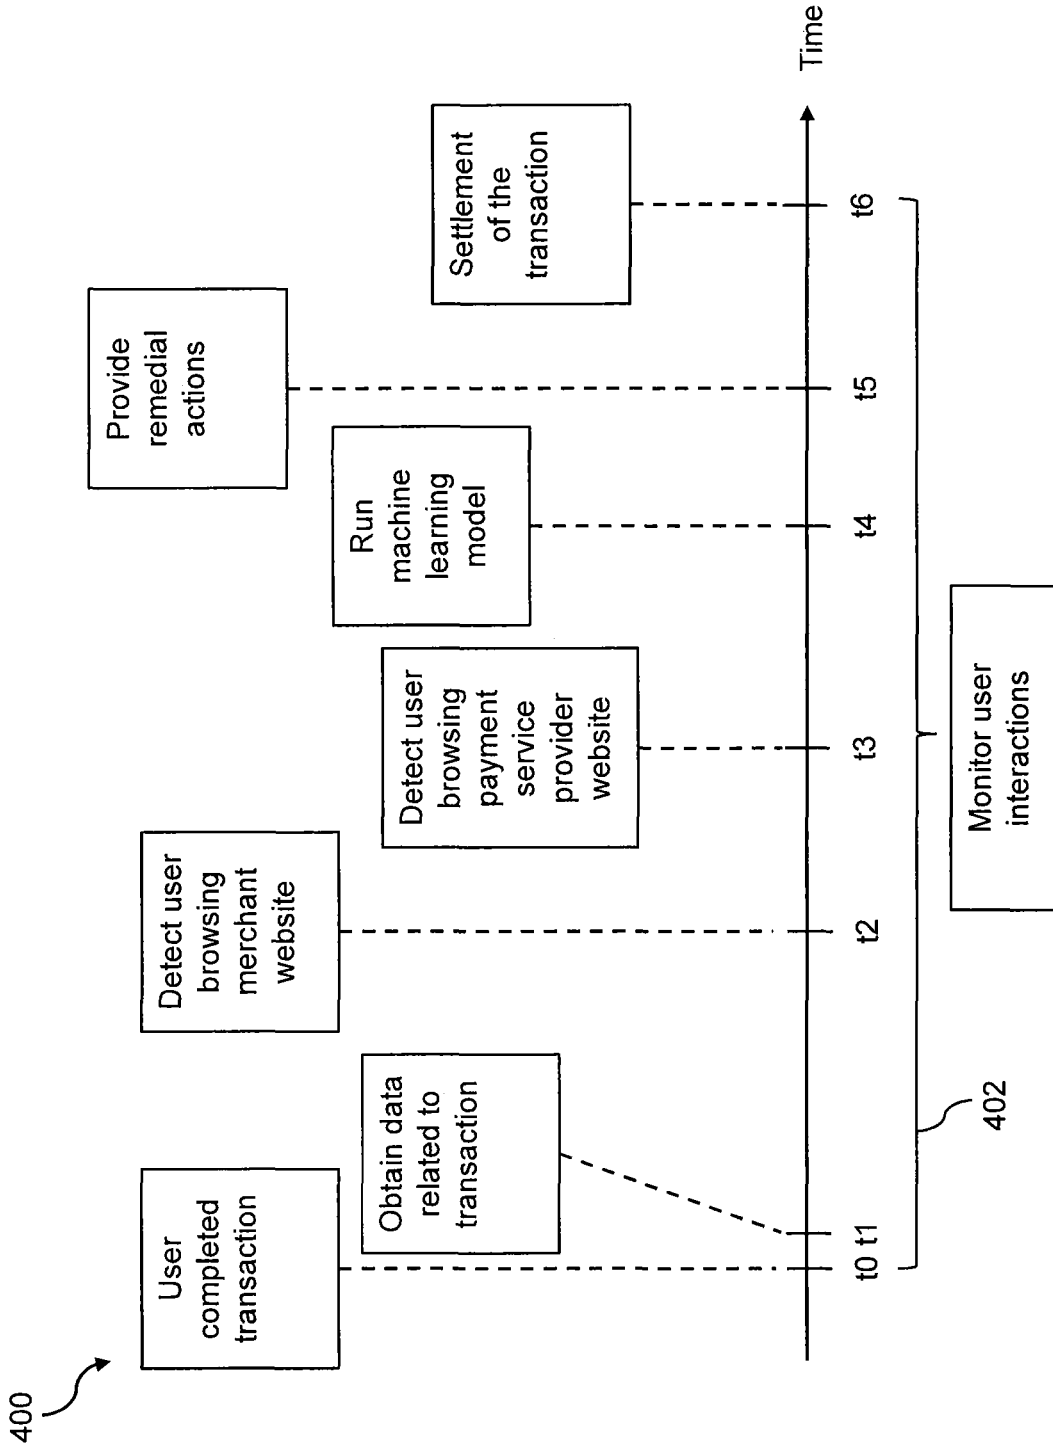 400
User
completed
transaction
Obtain data
related to
transaction
Detect user
browsing
merchant
website
Detect user
browsing
payment
service
provider
website
Run
machine
learning
model
Provide
remedial
actions
Settlement
of the
transaction
t0 t1 t2 t3 t4 t5 t6
Time
402
Monitor user
interactions